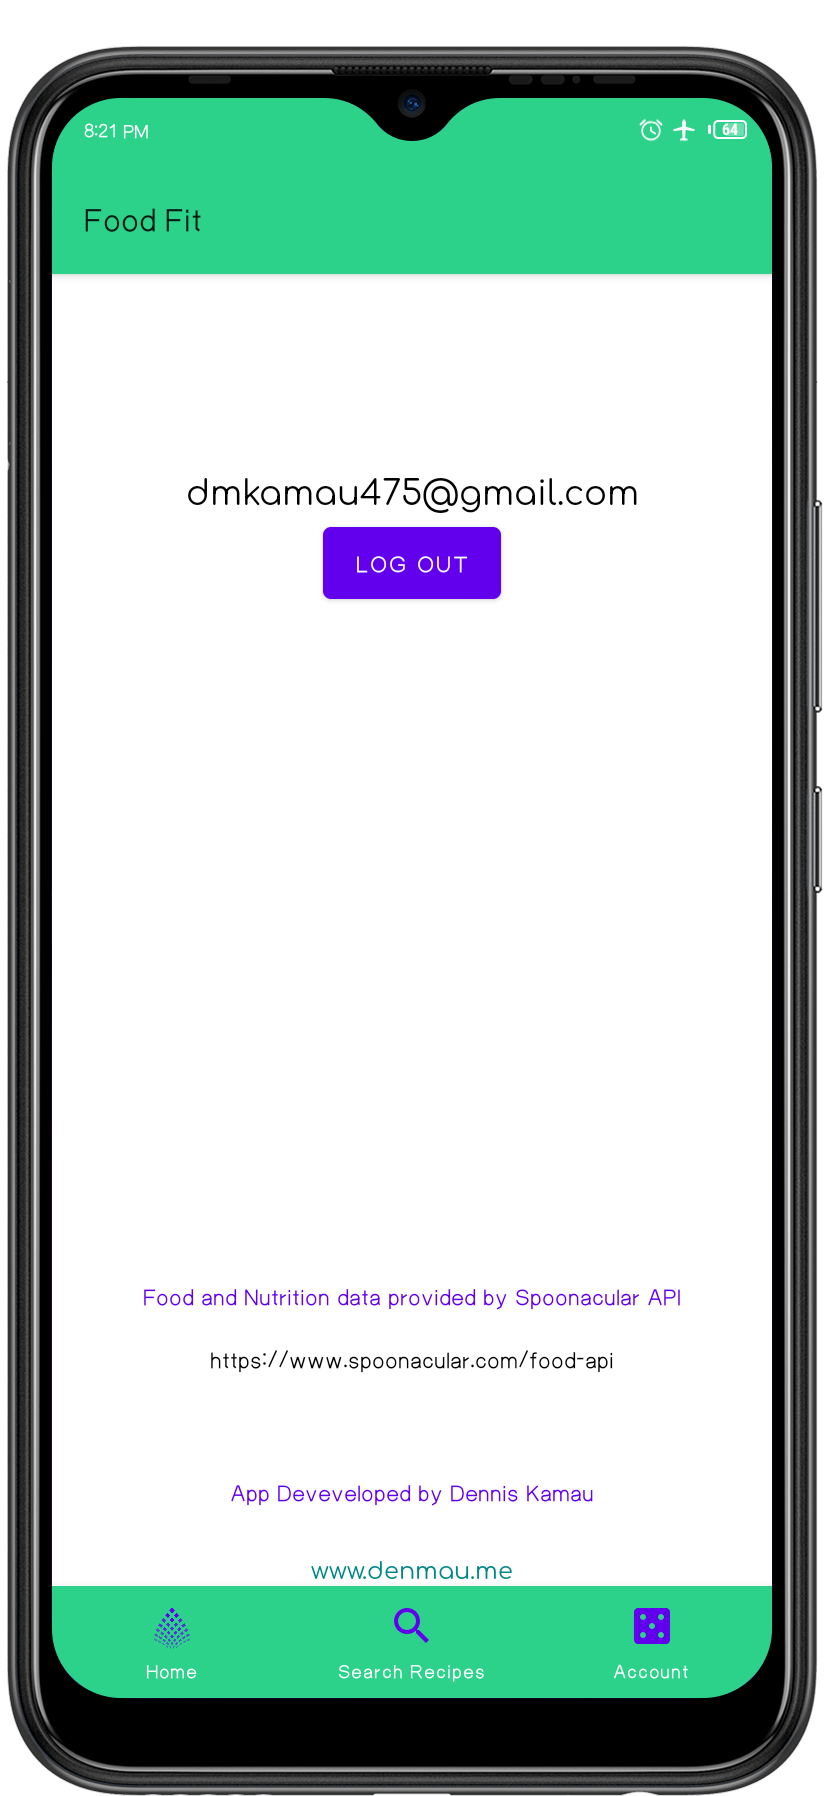 8:21 PM
64
Food Fit
dmkamau475@gmail.com
LOG OUT
Food and Nutrition data provided by Spoonacular API
https://www.spoonacular.com/food-api
App Deveveloped by Dennis Kamau
www.denmau.me
Home
Search Recipes
Account